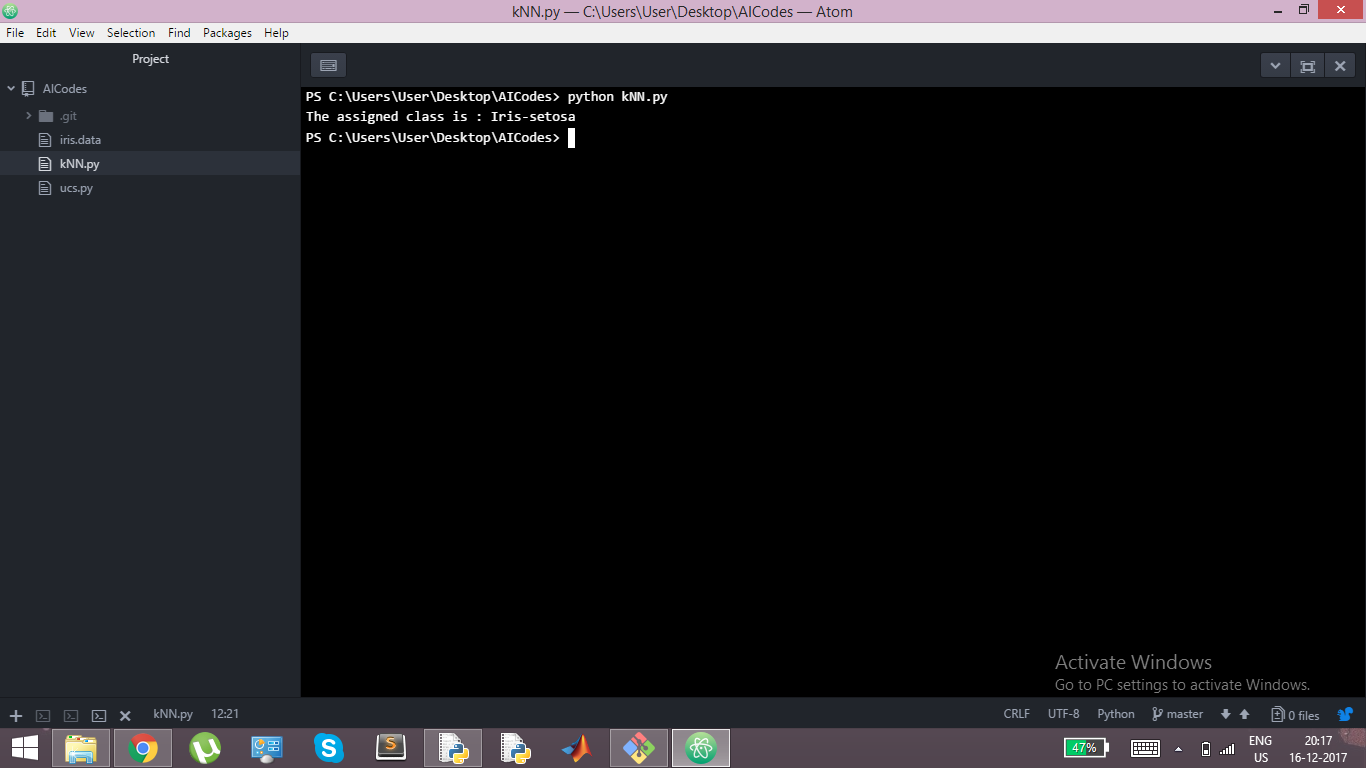 kNN.py — C:\Users\User\Desktop\AICodes — Atom
File Edit View Selection Find Packages Help
Project
AICodes
.git
iris.data
kNN.py
ucs.py
PS C:\Users\User\Desktop\AICodes> python kNN.py
The assigned class is : Iris-setosa
PS C:\Users\User\Desktop\AICodes>
Activate Windows
Go to PC settings to activate Windows.
kNN.py 12:21 CRLF UTF-8 Python master 0 files
47% ENG 20:17
US 16-12-2017